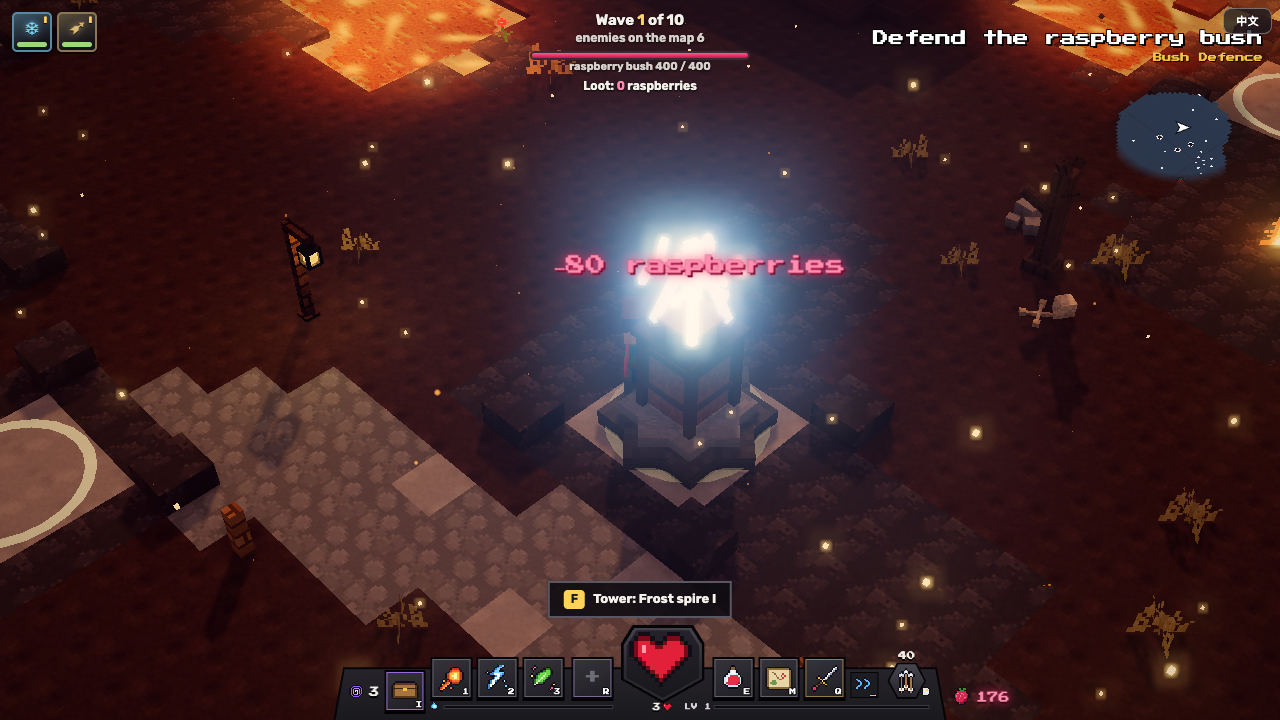 Wave 1 of 10
enemies on the map 6
raspberry bush 400 / 400
Loot: 0 raspberries
中文
Defend the raspberry bush
Bush Defence
-80 raspberries
F Tower: Frost spire I
3
I
1
2
3
R
3
LV 1
E
M
Q
40
B
176